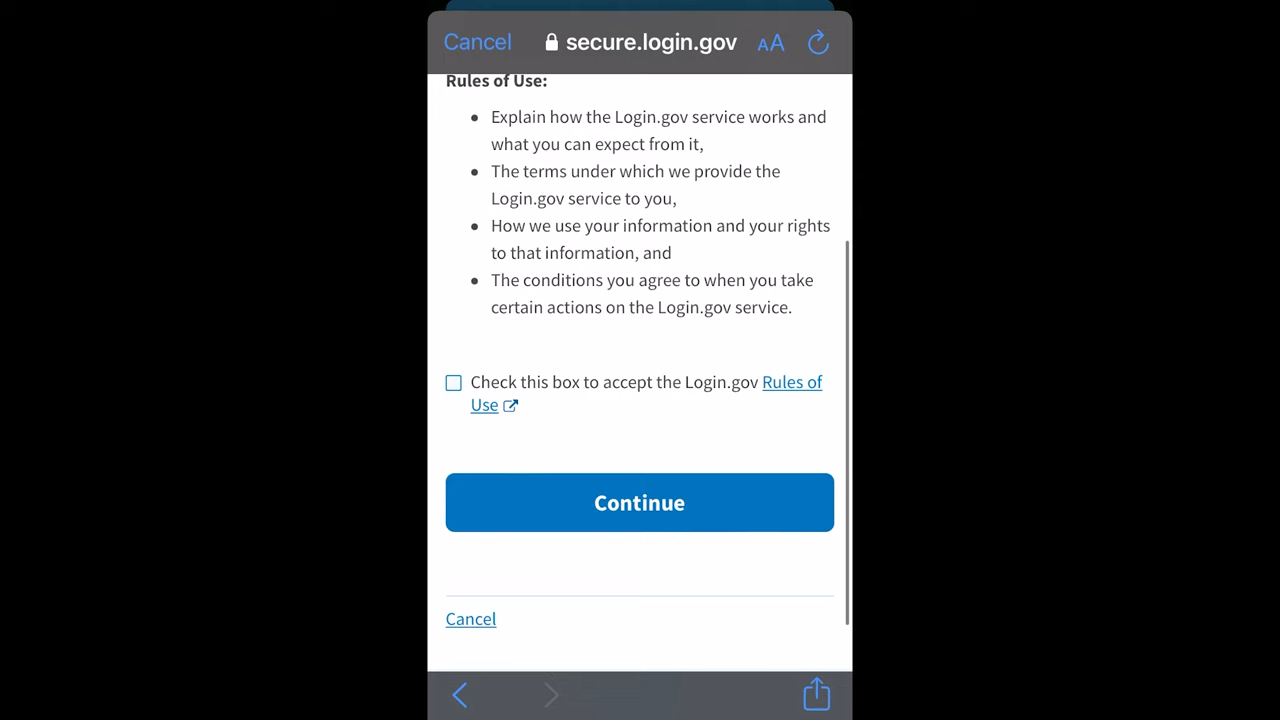 Cancel secure.login.gov AA
Rules of Use:
Explain how the Login.gov service works and
what you can expect from it,
The terms under which we provide the
Login.gov service to you,
How we use your information and your rights
to that information, and
The conditions you agree to when you take
certain actions on the Login.gov service.
Check this box to accept the Login.gov Rules of
Use
Continue
Cancel